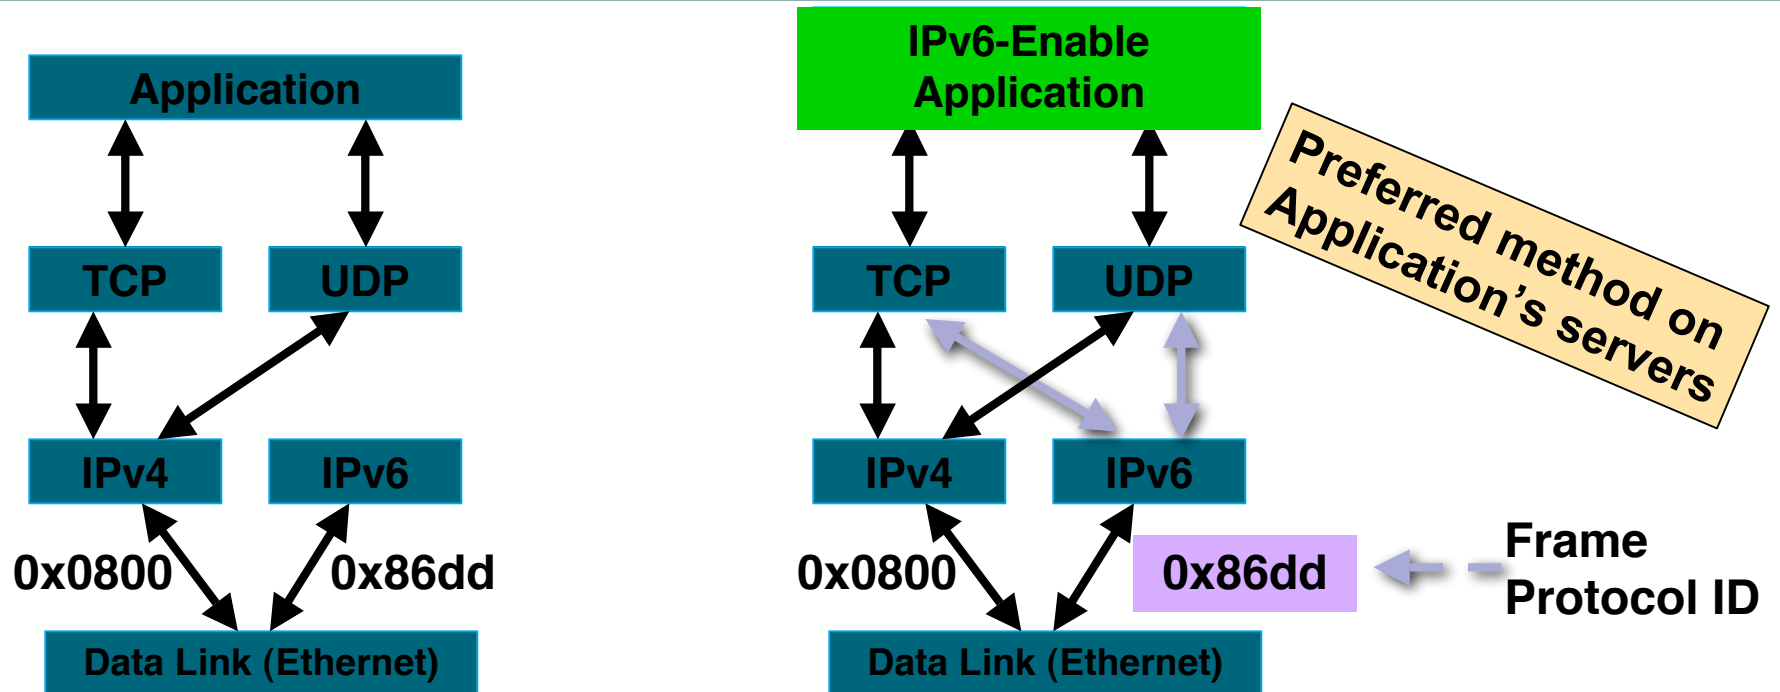 Application
TCP
UDP
IPv4
IPv6
0x0800
0x86dd
Data Link (Ethernet)
IPv6-Enable
Application
TCP
UDP
IPv4
IPv6
0x0800
0x86dd
Data Link (Ethernet)
Preferred method on
Application’s servers
Frame
Protocol ID